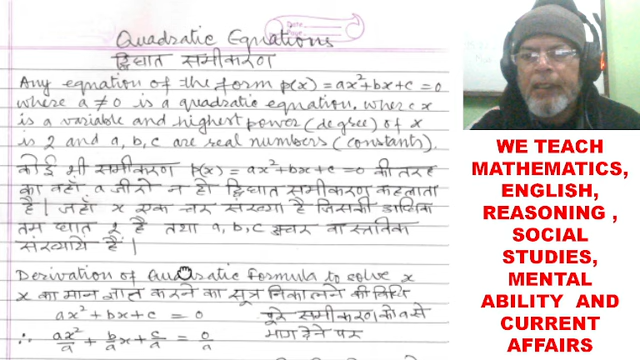 Quadratic Equations
द्विघात समीकरण
Any equation of the form p(x) = ax²+bx+c = 0
where a ≠ 0 is a quadratic equation. Where x
is a variable and highest power (degree) of x
is 2 and a, b, c are real numbers (constants).
कोई भी समीकरण p(x) = ax²+bx+c = 0 की तरह
का जहाँ a जीरो न हो द्विघात समीकरण कहलाता
है। जहाँ x एक चर संख्या है जिसकी अधिक
तम घात 2 है तथा a, b, c अचर वास्तविक
संख्यायें हैं।
Derivation of Quadratic formula to solve x
x का मान ज्ञात करने का सूत्र निकालने की विधि
ax² + bx + c = 0 पूरे समीकरण को a से
∴ ax²/a + b/a x + c/a = 0/a भाग देने पर
WE TEACH
MATHEMATICS,
ENGLISH,
REASONING ,
SOCIAL
STUDIES,
MENTAL
ABILITY AND
CURRENT
AFFAIRS